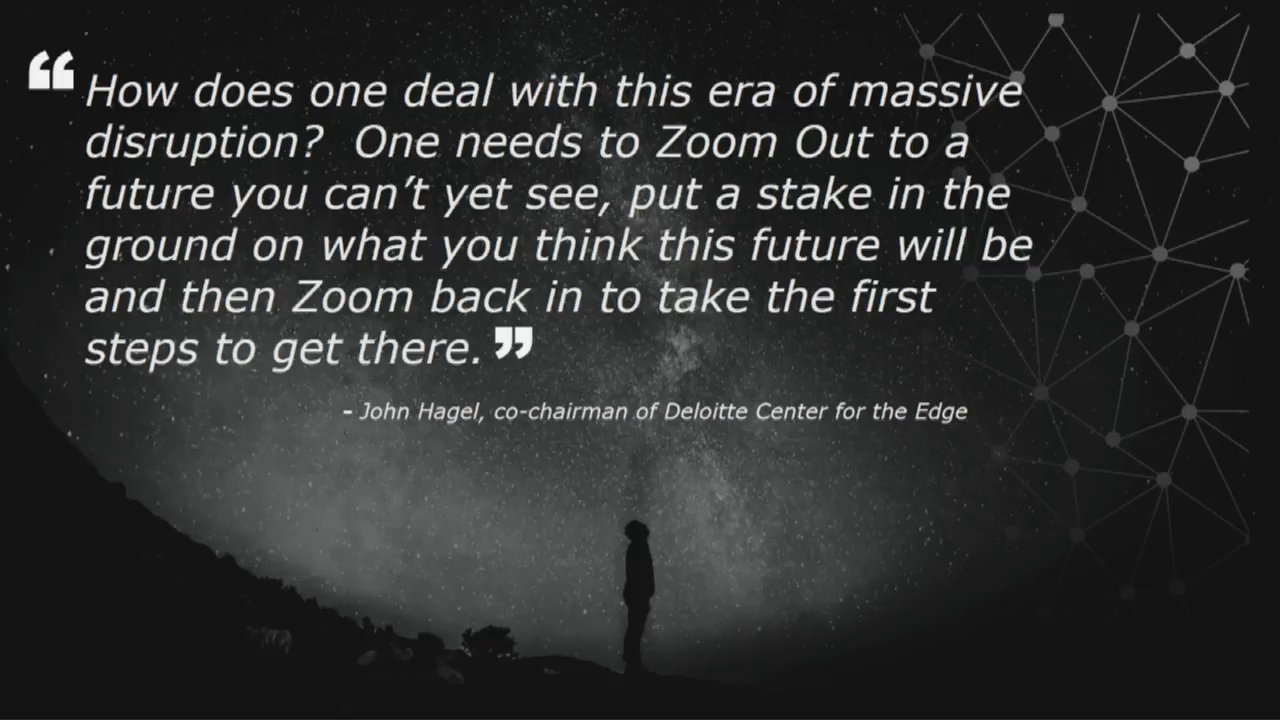 “How does one deal with this era of massive
disruption?  One needs to Zoom Out to a
future you can’t yet see, put a stake in the
ground on what you think this future will be
and then Zoom back in to take the first
steps to get there.”
– John Hagel, co-chairman of Deloitte Center for the Edge